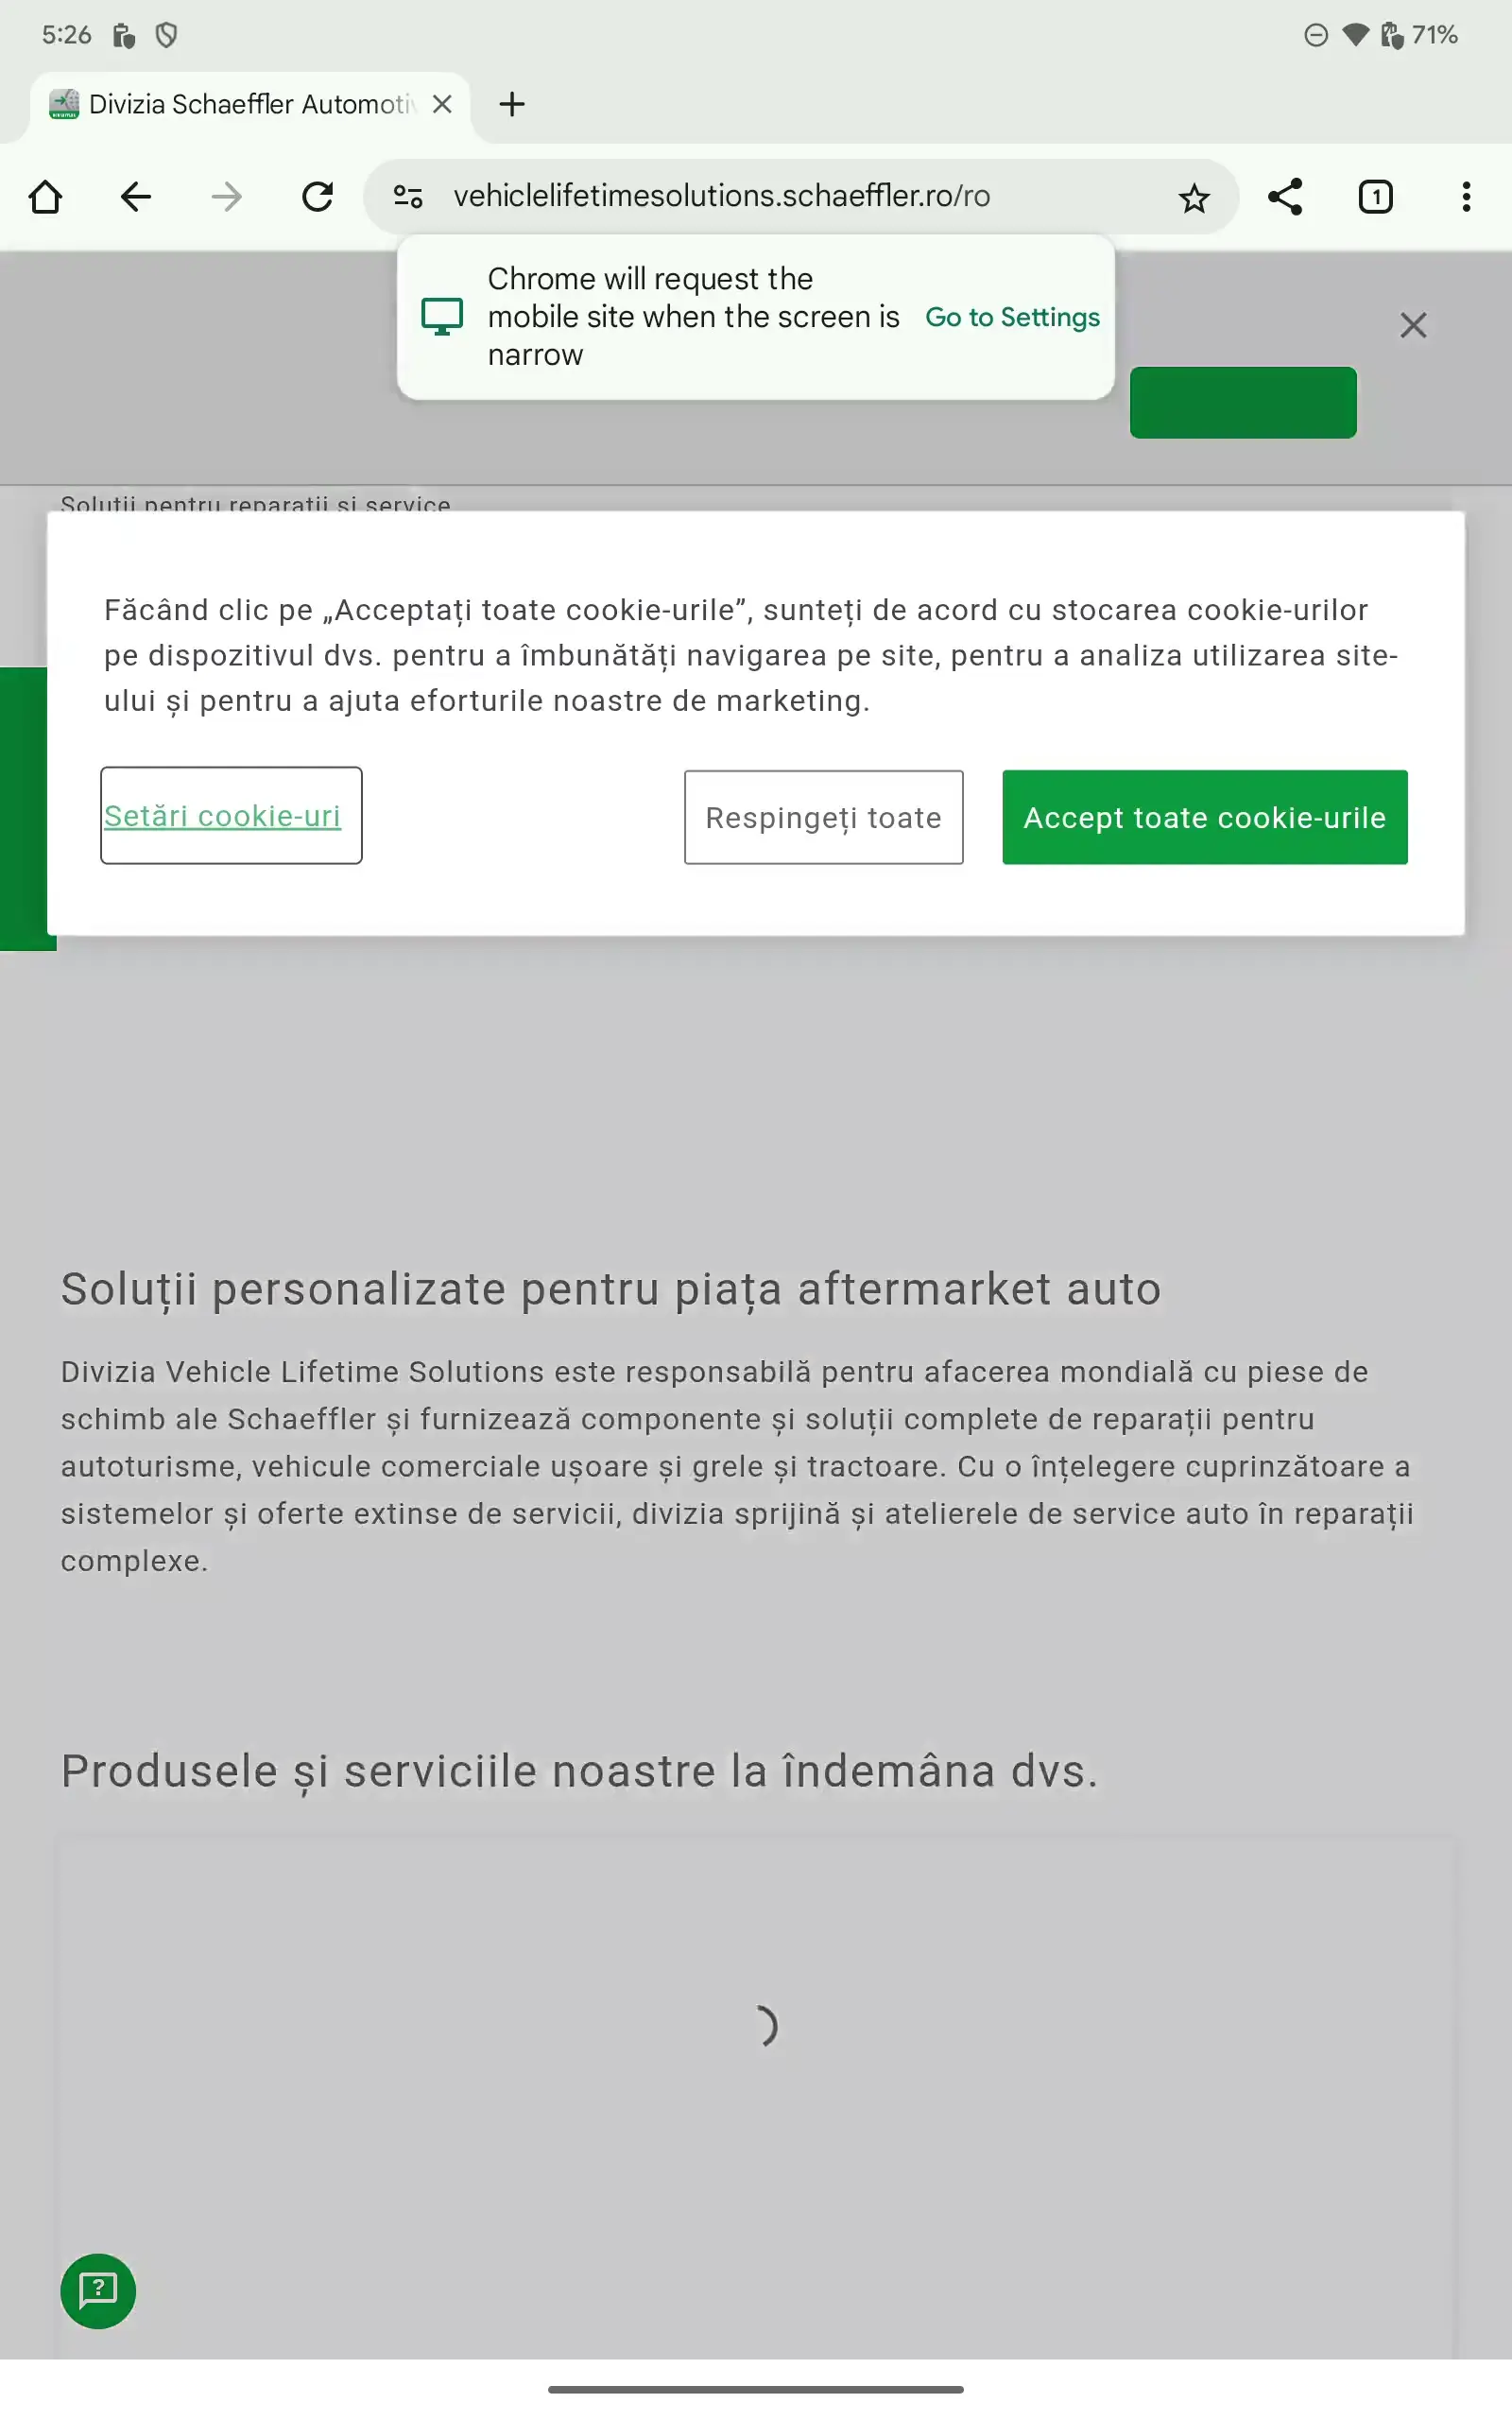 5:26
71%
Divizia Schaeffler Automotiv
vehiclelifetimesolutions.schaeffler.ro/ro
1
Chrome will request the
mobile site when the screen is
narrow
Go to Settings
Soluții pentru reparații și service
Făcând clic pe „Acceptați toate cookie-urile”, sunteți de acord cu stocarea cookie-urilor
pe dispozitivul dvs. pentru a îmbunătăți navigarea pe site, pentru a analiza utilizarea site-
ului și pentru a ajuta eforturile noastre de marketing.
Setări cookie-uri
Respingeți toate
Accept toate cookie-urile
Soluții personalizate pentru piața aftermarket auto
Divizia Vehicle Lifetime Solutions este responsabilă pentru afacerea mondială cu piese de
schimb ale Schaeffler și furnizează componente și soluții complete de reparații pentru
autoturisme, vehicule comerciale ușoare și grele și tractoare. Cu o înțelegere cuprinzătoare a
sistemelor și oferte extinse de servicii, divizia sprijină și atelierele de service auto în reparații
complexe.
Produsele și serviciile noastre la îndemâna dvs.
?